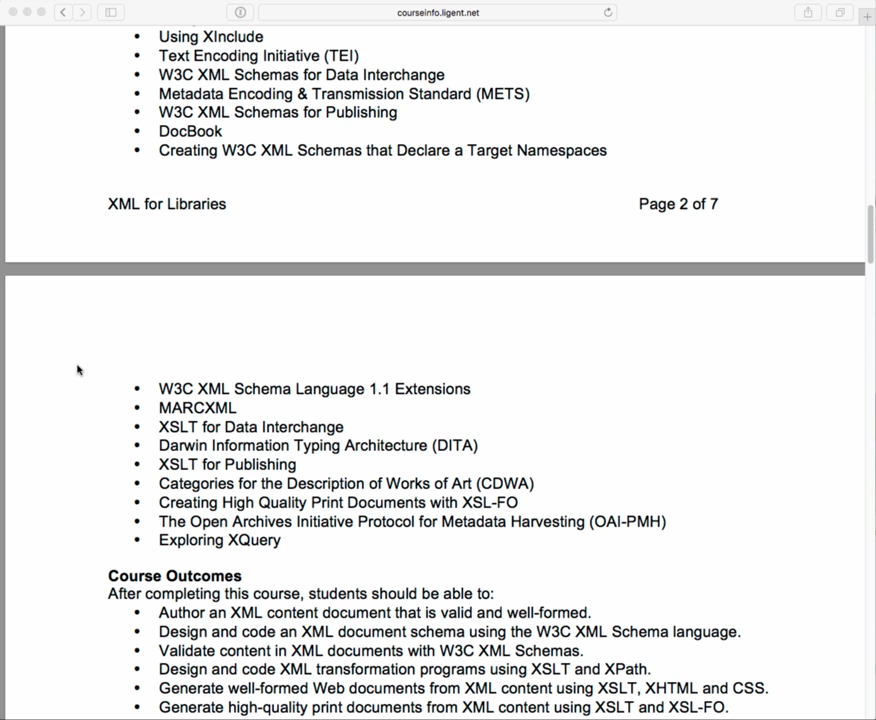 courseinfo.ligent.net
• Using XInclude
• Text Encoding Initiative (TEI)
• W3C XML Schemas for Data Interchange
• Metadata Encoding & Transmission Standard (METS)
• W3C XML Schemas for Publishing
• DocBook
• Creating W3C XML Schemas that Declare a Target Namespaces
XML for Libraries Page 2 of 7
• W3C XML Schema Language 1.1 Extensions
• MARCXML
• XSLT for Data Interchange
• Darwin Information Typing Architecture (DITA)
• XSLT for Publishing
• Categories for the Description of Works of Art (CDWA)
• Creating High Quality Print Documents with XSL-FO
• The Open Archives Initiative Protocol for Metadata Harvesting (OAI-PMH)
• Exploring XQuery
Course Outcomes
After completing this course, students should be able to:
• Author an XML content document that is valid and well-formed.
• Design and code an XML document schema using the W3C XML Schema language.
• Validate content in XML documents with W3C XML Schemas.
• Design and code XML transformation programs using XSLT and XPath.
• Generate well-formed Web documents from XML content using XSLT, XHTML and CSS.
• Generate high-quality print documents from XML content using XSLT and XSL-FO.